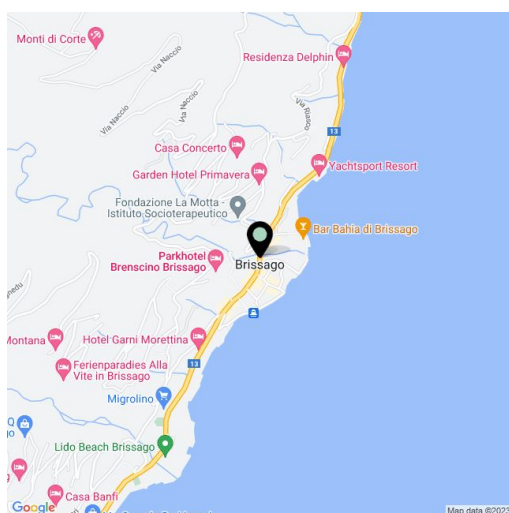 Monti di Corte
Via Naccio
Via Naccio
Via Naccio
Residenza Delphin
Via Riasco
13
Casa Concerto
Garden Hotel Primavera
Yachtsport Resort
Fondazione La Motta -
Istituto Socioterapeutico
Bar Bahia di Brissago
Parkhotel
Brenscino Brissago
Brissago
Hotel Garni Morettina
Montana
13
Ferienparadies Alla
Vite in Brissago
Migrolino
Lido Beach Brissago
Casa Banfi
Google
Map data ©2023